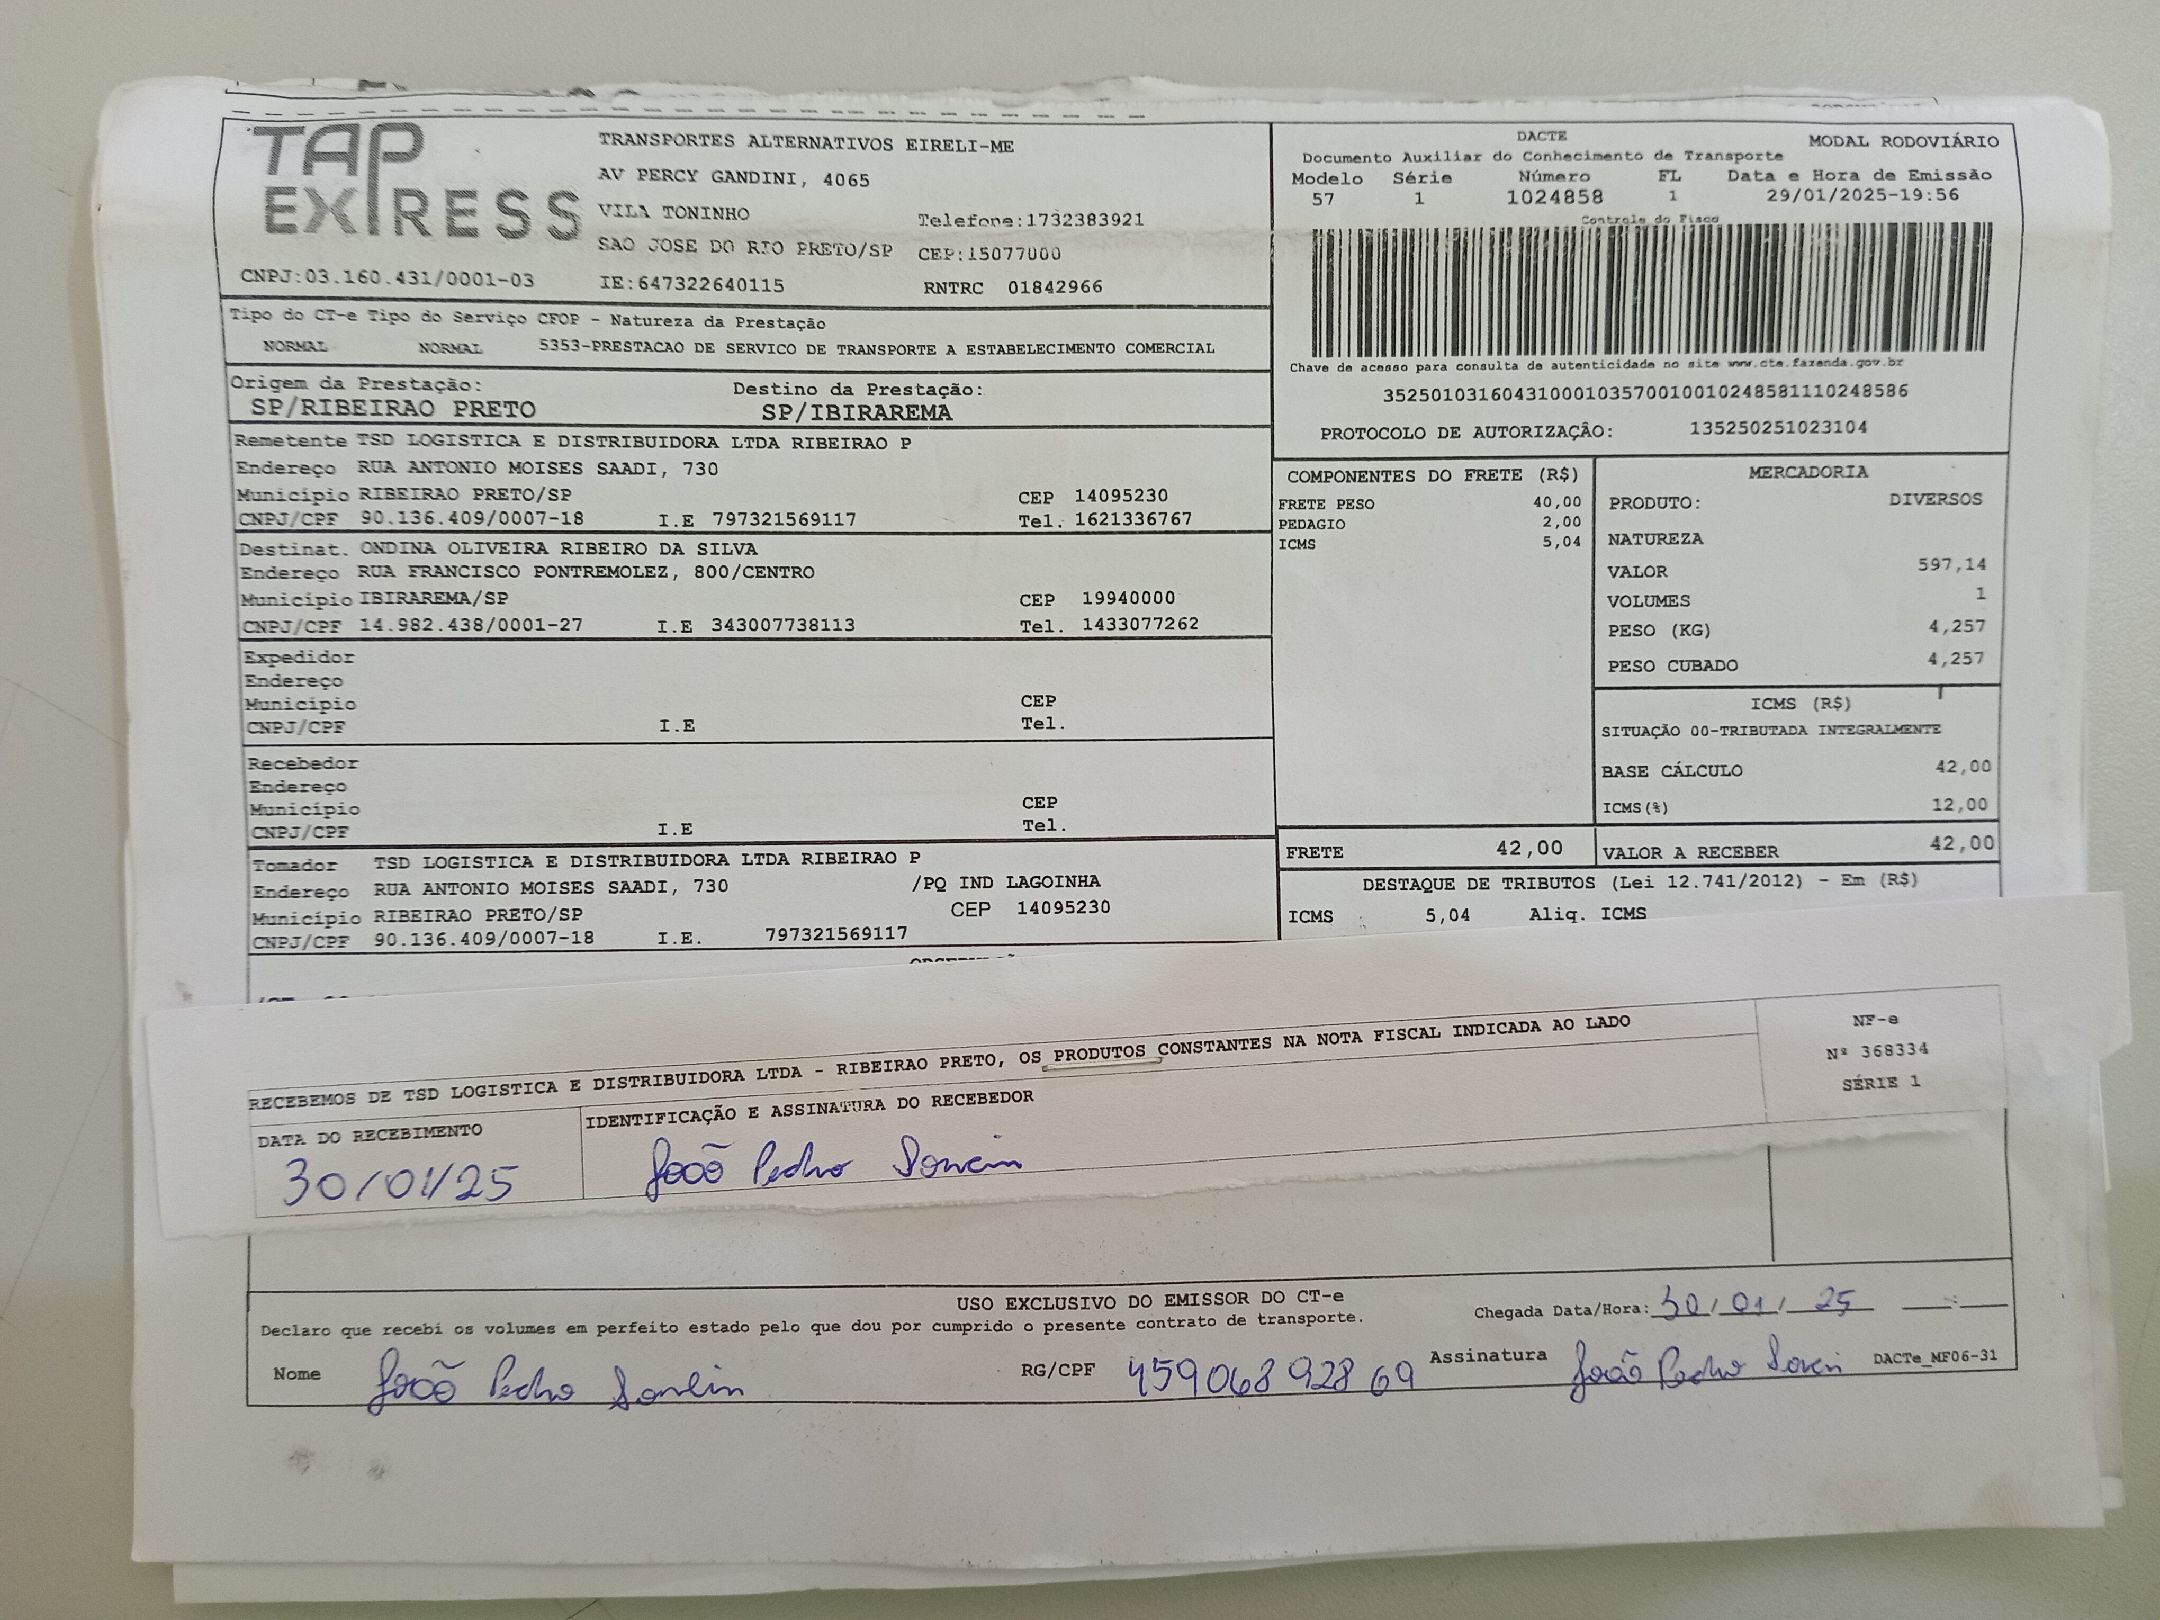 TAP EXPRESS
TRANSPORTES ALTERNATIVOS EIRELI-ME
AV PERCY GANDINI, 4065
VILA TONINHO
Telefone:1732383921
SAO JOSE DO RIO PRETO/SP CEP:15077000
CNPJ:03.160.431/0001-03 IE:647322640115 RNTRC 01842966
DACTE MODAL RODOVIÁRIO
Documento Auxiliar do Conhecimento de Transporte
Modelo Série Número FL Data e Hora de Emissão
57 1 1024858 1 29/01/2025-19:56
Controle do Fisco
Chave de acesso para consulta de autenticidade no site www.cte.fazenda.gov.br
35250103160431000103570010010248581110248586
PROTOCOLO DE AUTORIZAÇÃO: 135250251023104
Tipo do CT-e Tipo do Serviço CFOP - Natureza da Prestação
NORMAL NORMAL 5353-PRESTACAO DE SERVICO DE TRANSPORTE A ESTABELECIMENTO COMERCIAL
Origem da Prestação: Destino da Prestação:
SP/RIBEIRAO PRETO SP/IBIRAREMA
Remetente TSD LOGISTICA E DISTRIBUIDORA LTDA RIBEIRAO P
Endereço RUA ANTONIO MOISES SAADI, 730
Município RIBEIRAO PRETO/SP CEP 14095230
CNPJ/CPF 90.136.409/0007-18 I.E 797321569117 Tel. 1621336767
Destinat. ONDINA OLIVEIRA RIBEIRO DA SILVA
Endereço RUA FRANCISCO PONTREMOLEZ, 800/CENTRO
Município IBIRAREMA/SP CEP 19940000
CNPJ/CPF 14.982.438/0001-27 I.E 343007738113 Tel. 1433077262
Expedidor
Endereço
Município CEP
CNPJ/CPF I.E Tel.
Recebedor
Endereço
Município CEP
CNPJ/CPF I.E Tel.
Tomador TSD LOGISTICA E DISTRIBUIDORA LTDA RIBEIRAO P
Endereço RUA ANTONIO MOISES SAADI, 730 /PQ IND LAGOINHA
Município RIBEIRAO PRETO/SP CEP 14095230
CNPJ/CPF 90.136.409/0007-18 I.E. 797321569117
COMPONENTES DO FRETE (R$)
FRETE PESO 40,00
PEDAGIO 2,00
ICMS 5,04
MERCADORIA
PRODUTO: DIVERSOS
NATUREZA
VALOR 597,14
VOLUMES 1
PESO (KG) 4,257
PESO CUBADO 4,257
ICMS (R$)
SITUAÇÃO 00-TRIBUTADA INTEGRALMENTE
BASE CÁLCULO 42,00
ICMS(%) 12,00
FRETE 42,00 VALOR A RECEBER 42,00
DESTAQUE DE TRIBUTOS (Lei 12.741/2012) - Em (R$)
ICMS 5,04 Aliq. ICMS
RECEBEMOS DE TSD LOGISTICA E DISTRIBUIDORA LTDA - RIBEIRAO PRETO, OS PRODUTOS CONSTANTES NA NOTA FISCAL INDICADA AO LADO
NF-e
Nº 368334
SÉRIE 1
DATA DO RECEBIMENTO IDENTIFICAÇÃO E ASSINATURA DO RECEBEDOR
30/01/25 João Pedro
USO EXCLUSIVO DO EMISSOR DO CT-e
Declaro que recebi os volumes em perfeito estado pelo que dou por cumprido o presente contrato de transporte.
Chegada Data/Hora: 30/01/25
Nome João Pedro RG/CPF 45906892869 Assinatura João Pedro DACTe_MF06-31